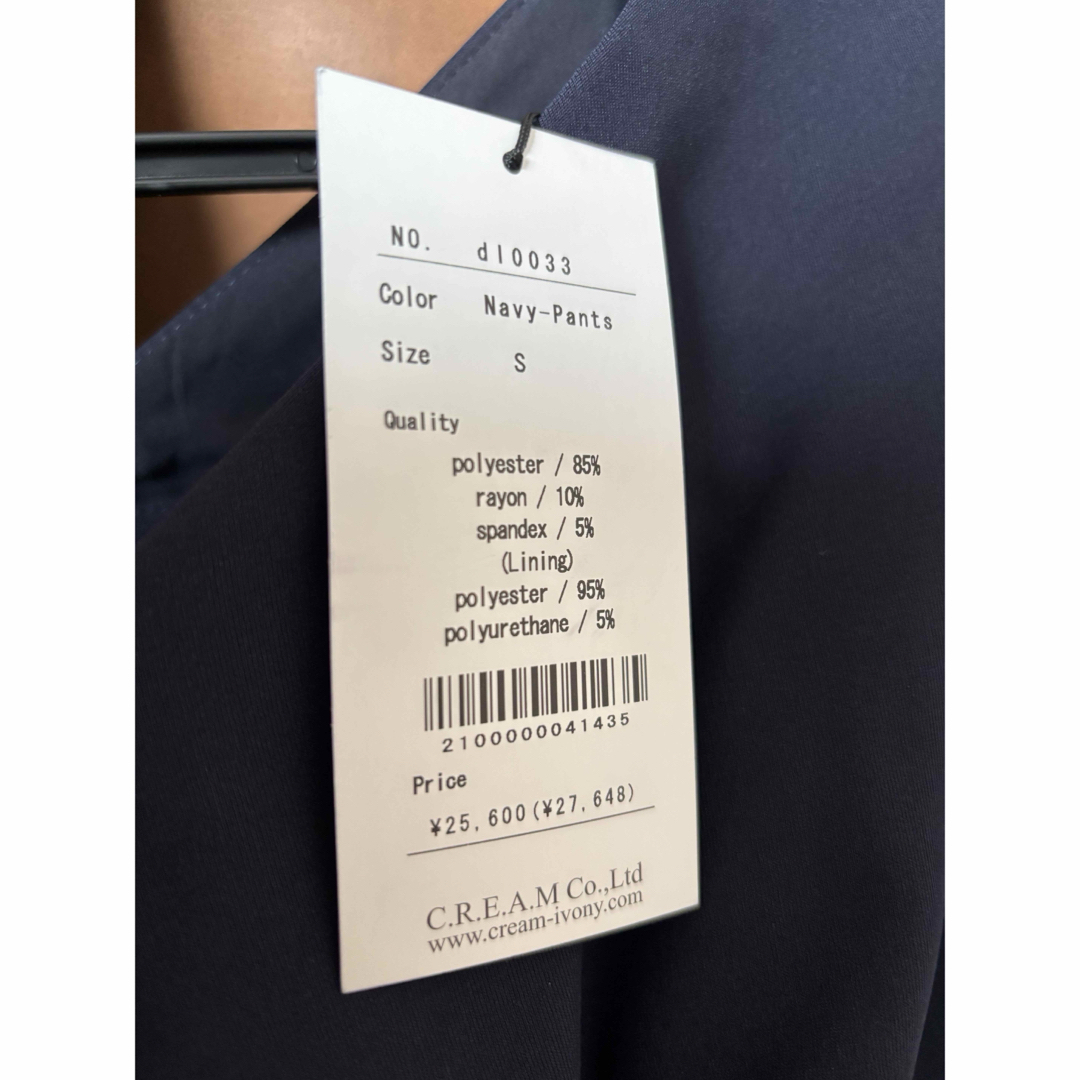 NO. dl0033
Color Navy-Pants
Size S
Quality
polyester / 85%
rayon / 10%
spandex / 5%
(Lining)
polyester / 95%
polyurethane / 5%
2100000041435
Price
¥25,600(¥27,648)
C.R.E.A.M Co.,Ltd
www.cream-ivony.com